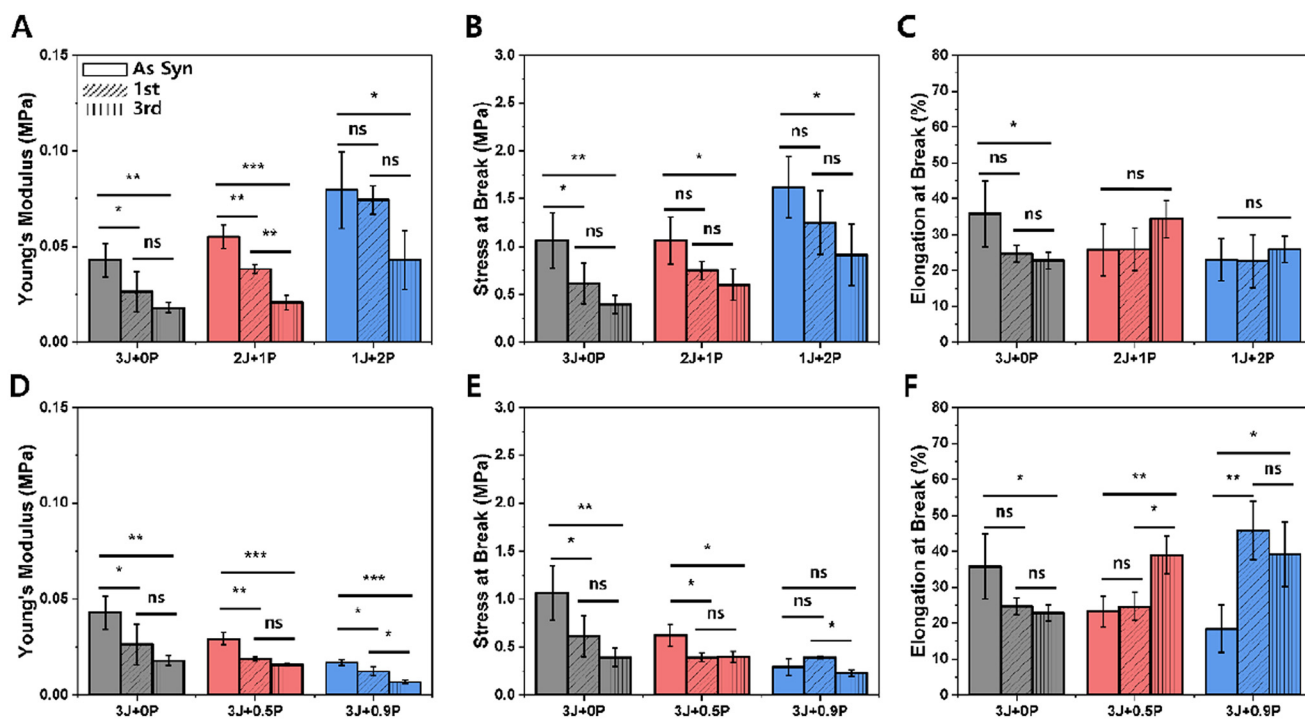 A
Young's Modulus (MPa)
0.15
0.10
0.05
0.00
As Syn
1st
3rd
**
*
ns
***
**
**
*
ns
ns
3J+0P
2J+1P
1J+2P
B
Stress at Break (MPa)
3.0
2.5
2.0
1.5
1.0
0.5
0.0
**
*
ns
*
ns
ns
*
ns
ns
3J+0P
2J+1P
1J+2P
C
Elongation at Break (%)
80
70
60
50
40
30
20
10
0
*
ns
ns
ns
ns
3J+0P
2J+1P
1J+2P
D
Young's Modulus (MPa)
0.15
0.10
0.05
0.00
**
*
ns
***
**
ns
***
*
*
3J+0P
3J+0.5P
3J+0.9P
E
Stress at Break (MPa)
3.0
2.5
2.0
1.5
1.0
0.5
0.0
**
*
ns
*
*
ns
ns
ns
*
3J+0P
3J+0.5P
3J+0.9P
F
Elongation at Break (%)
80
70
60
50
40
30
20
10
0
*
ns
ns
**
*
ns
*
**
ns
3J+0P
3J+0.5P
3J+0.9P